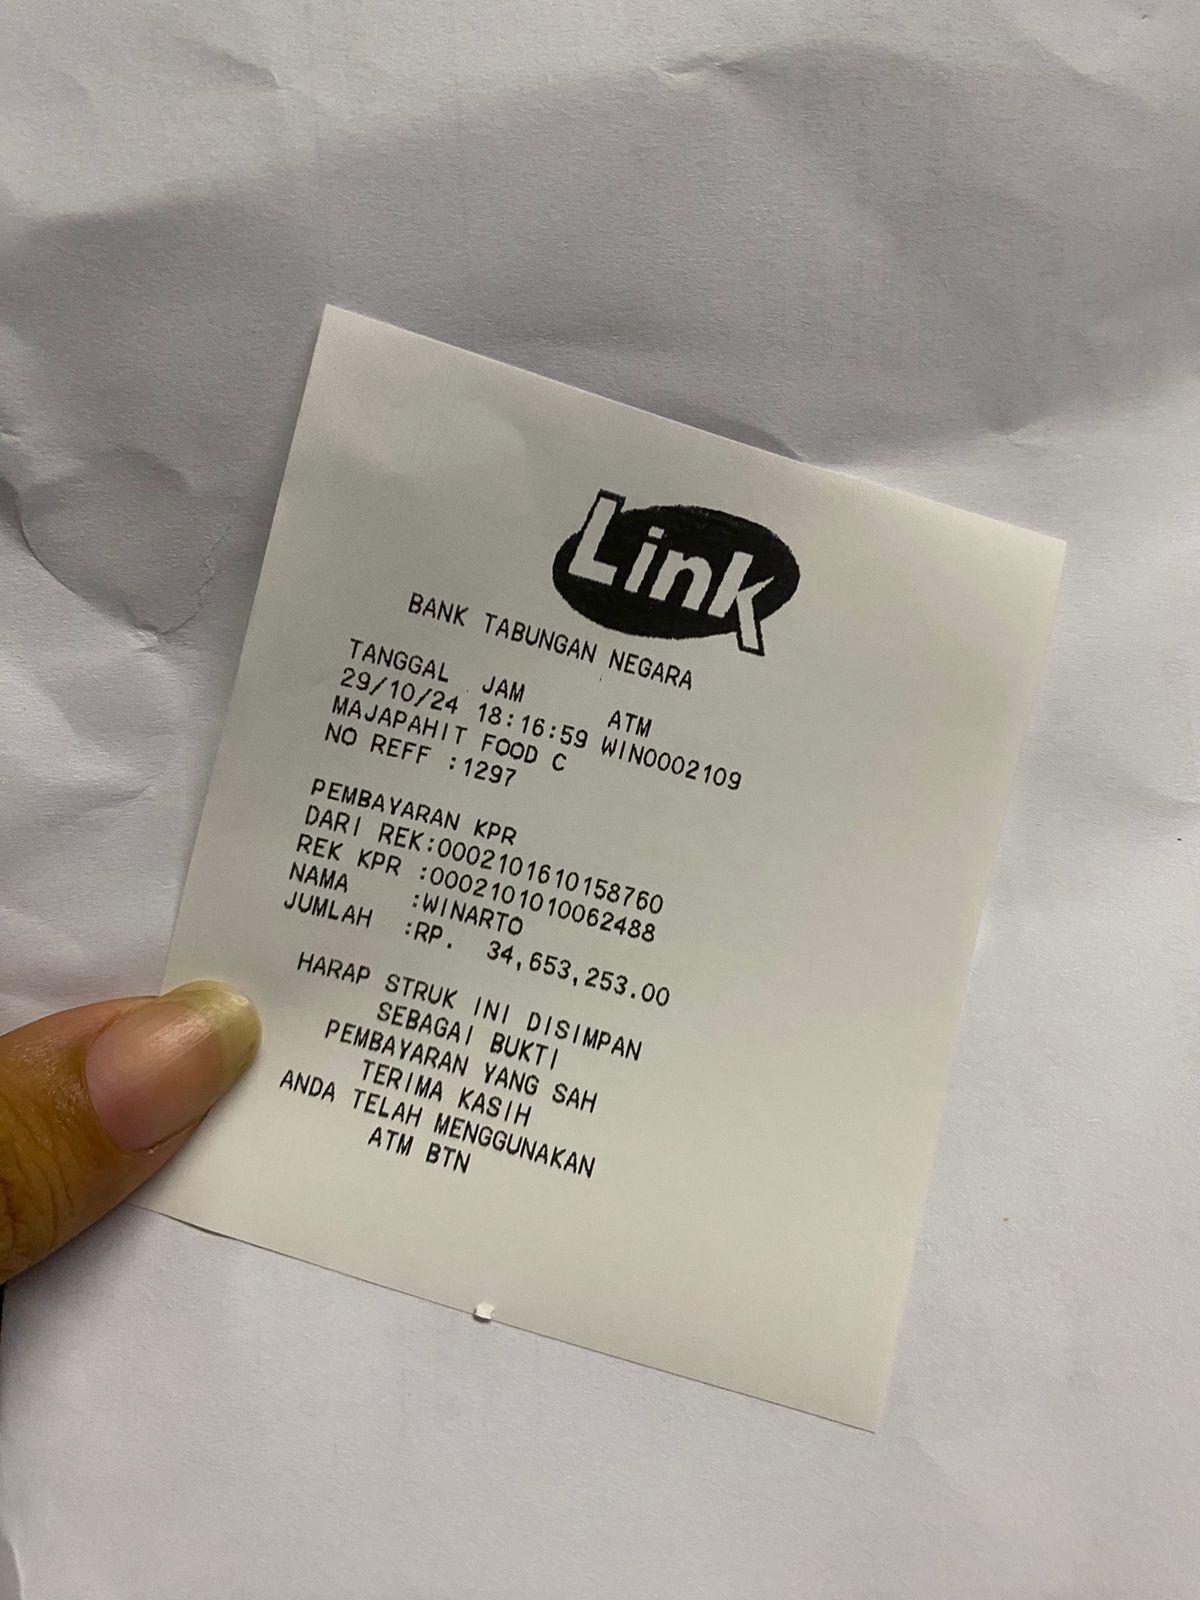 Link
BANK TABUNGAN NEGARA
TANGGAL JAM ATM
29/10/24 18:16:59 WIN0002109
MAJAPAHIT FOOD C
NO REFF :1297
PEMBAYARAN KPR
DARI REK:0002101610158760
REK KPR :0002101010062488
NAMA :WINARTO
JUMLAH :RP. 34,653,253.00
HARAP STRUK INI DISIMPAN
SEBAGAI BUKTI
PEMBAYARAN YANG SAH
TERIMA KASIH
ANDA TELAH MENGGUNAKAN
ATM BTN